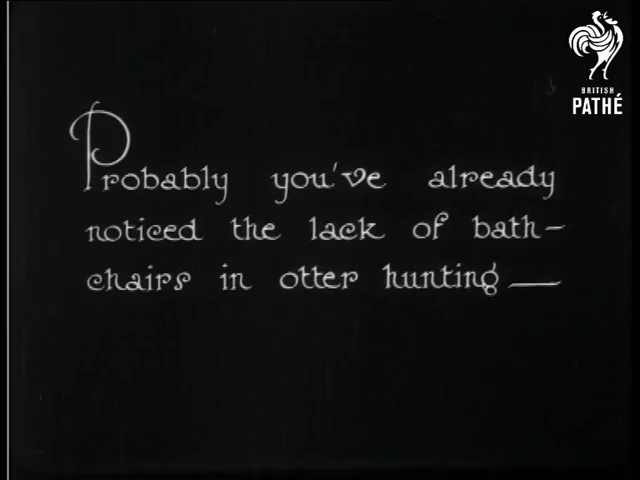 BRITISH
PATHÉ
Probably you've already
noticed the lack of bath-
chairs in otter hunting —